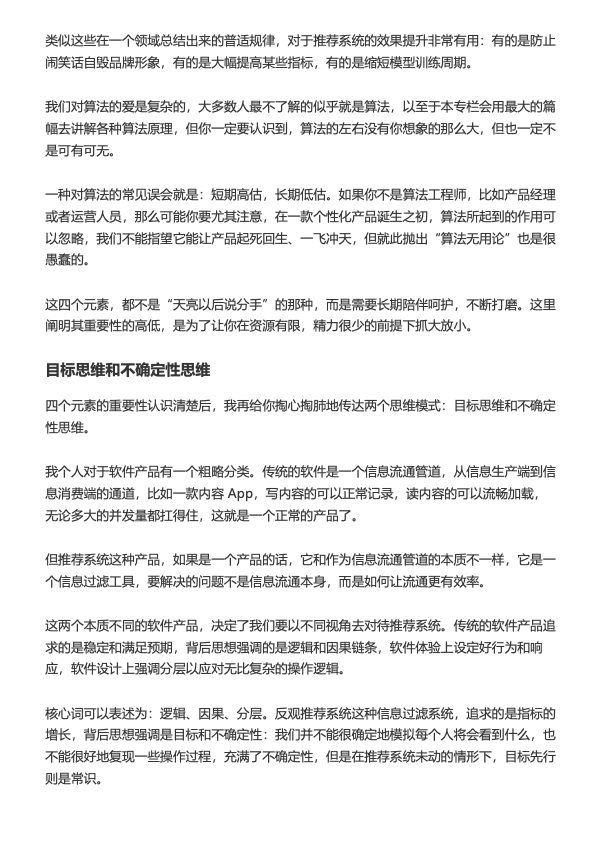 类似这些在一个领域总结出来的普适规律，对于推荐系统的效果提升非常有用：有的是防止
闹笑话自毁品牌形象，有的是大幅提高某些指标，有的是缩短模型训练周期。
我们对算法的爱是复杂的，大多数人最不了解的似乎就是算法，以至于本专栏会用最大的篇
幅去讲解各种算法原理，但你一定要认识到，算法的左右没有你想象的那么大，但也一定不
是可有可无。
一种对算法的常见误会就是：短期高估，长期低估。如果你不是算法工程师，比如产品经理
或者运营人员，那么可能你要尤其注意，在一款个性化产品诞生之初，算法所起到的作用可
以忽略，我们不能指望它能让产品起死回生、一飞冲天，但就此抛出“算法无用论”也是很
愚蠢的。
这四个元素，都不是“天亮以后说分手”的那种，而是需要长期陪伴呵护，不断打磨。这里
阐明其重要性的高低，是为了让你在资源有限，精力很少的前提下抓大放小。
目标思维和不确定性思维
四个元素的重要性认识清楚后，我再给你掏心掏肺地传达两个思维模式：目标思维和不确定
性思维。
我个人对于软件产品有一个粗略分类。传统的软件是一个信息流通管道，从信息生产端到信
息消费端的通道，比如一款内容 App，写内容的可以正常记录，读内容的可以流畅加载，
无论多大的并发量都扛得住，这就是一个正常的产品了。
但推荐系统这种产品，如果是一个产品的话，它和作为信息流通管道的本质不一样，它是一
个信息过滤工具，要解决的问题不是信息流通本身，而是如何让流通更有效率。
这两个本质不同的软件产品，决定了我们要以不同视角去对待推荐系统。传统的软件产品追
求的是稳定和满足预期，背后思想强调的是逻辑和因果链条，软件体验上设定好行为和响
应，软件设计上强调分层以应对无比复杂的操作逻辑。
核心词可以表述为：逻辑、因果、分层。反观推荐系统这种信息过滤系统，追求的是指标的
增长，背后思想强调是目标和不确定性：我们并不能很确定地模拟每个人将会看到什么，也
不能很好地复现一些操作过程，充满了不确定性，但是在推荐系统未动的情形下，目标先行
则是常识。